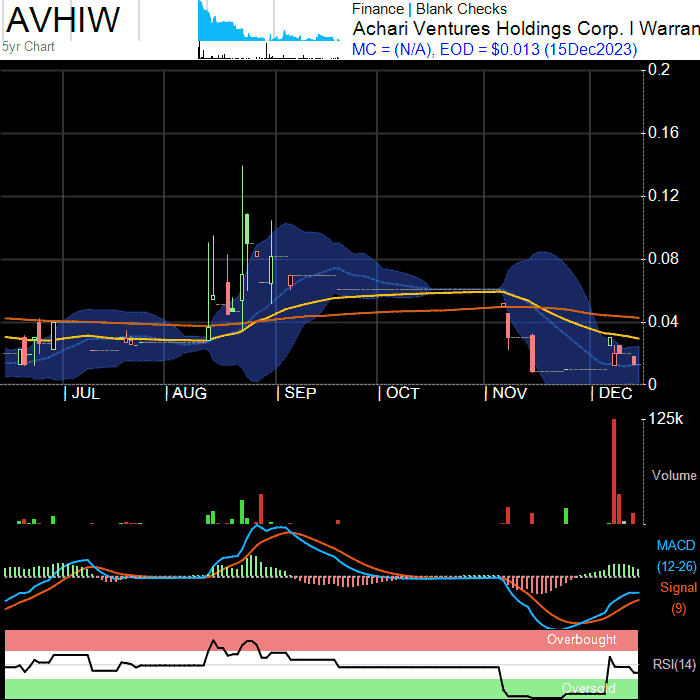 AVHIW
5yr Chart
Finance | Blank Checks
Achari Ventures Holdings Corp. I Warran
MC = (N/A), EOD = $0.013 (15Dec2023)
0.2
0.16
0.12
0.08
0.04
0
JUL AUG SEP OCT NOV DEC
125k
Volume
MACD
(12-26)
Signal
(9)
Overbought
RSI(14)
Oversold